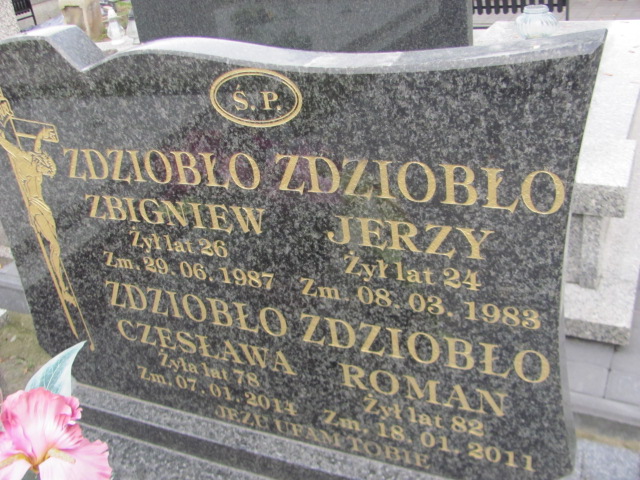 Ś. P.
ZDZIOBŁO ZDZIOBŁO
ZBIGNIEW JERZY
Żył lat 26 Żył lat 24
Zm. 29. 06. 1987 Zm. 08. 03. 1983
ZDZIOBŁO ZDZIOBŁO
CZESŁAWA ROMAN
Żyła lat 78 Żył lat 82
Zm. 07. 01. 2014 Zm. 18. 01. 2011
JEZU UFAM TOBIE